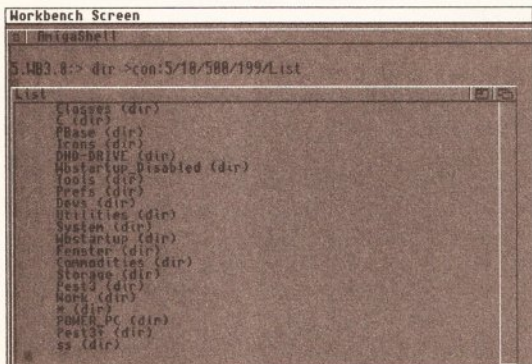 Workbench Screen
AmigaShell
5.WB3.0:> dir >con:5/10/500/199/List
List
Classes (dir)
C (dir)
PBase (dir)
Icons (dir)
DHD-DRIVE (dir)
Wbstartup_Disabled (dir)
Tools (dir)
Prefs (dir)
Devs (dir)
Utilities (dir)
System (dir)
Wbstartup (dir)
Fenster (dir)
Commodities (dir)
Storage (dir)
Pest3 (dir)
Work (dir)
* (dir)
POWER_PC (dir)
Pest3+ (dir)
ss (dir)